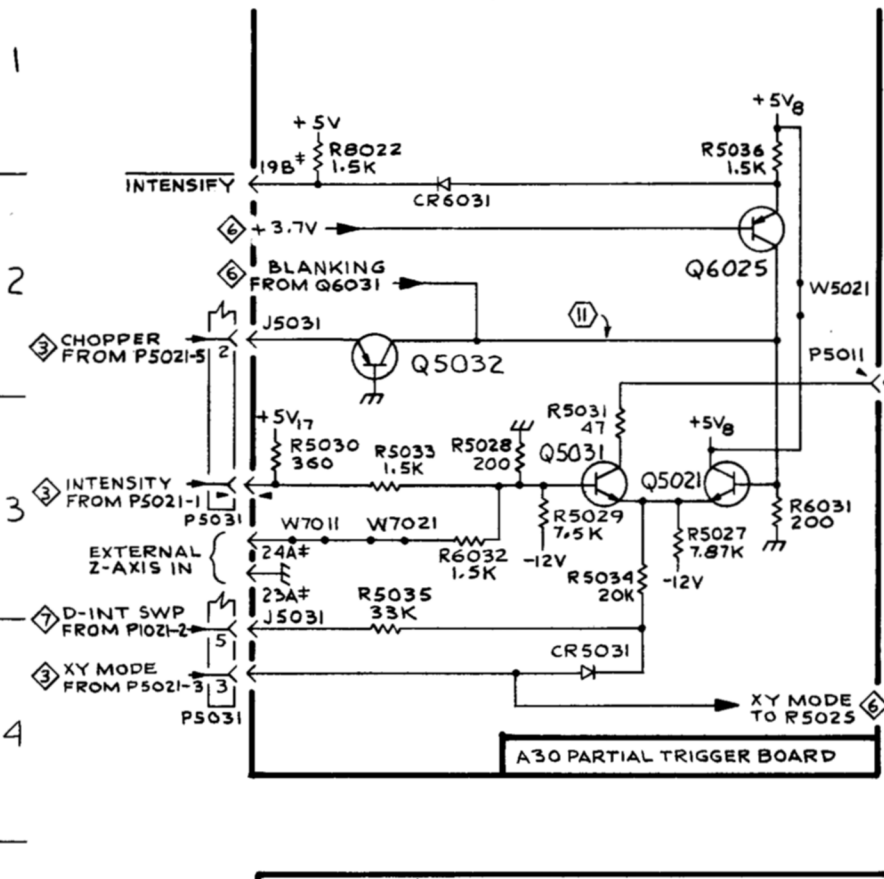 1
+5V8
+5V
R8022
1.5K
R5036
1.5K
19B‡
INTENSIFY
CR6031
6
+3.7V
Q6025
2
6
BLANKING
FROM Q6031
W5021
11
J5031
3
CHOPPER
FROM P5021-5
2
Q5032
P5011
+5V17
R5030
360
R5033
1.5K
R5028
200
R5031
47
+5V8
Q5031
Q5021
3
3
INTENSITY
FROM P5021-1
1
P5031
R5029
7.5K
R5027
7.87K
R6031
200
W7011
W7021
EXTERNAL
Z-AXIS IN
24A‡
R6032
1.5K
-12V
R5034
20K
-12V
23A‡
J5031
R5035
33K
7
D-INT SWP
FROM P1021-2
5
CR5031
3
XY MODE
FROM P5021-3
3
XY MODE
TO R5025
6
P5031
4
A30 PARTIAL TRIGGER BOARD